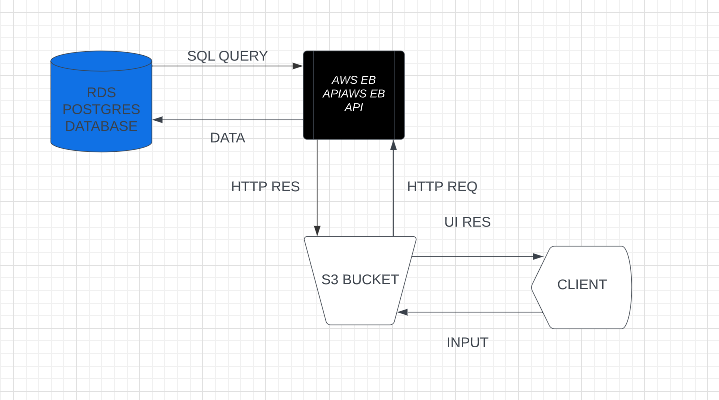 SQL QUERY
RDS
POSTGRES
DATABASE
AWS EB
APIAWS EB
API
DATA
HTTP RES
HTTP REQ
UI RES
S3 BUCKET
CLIENT
INPUT